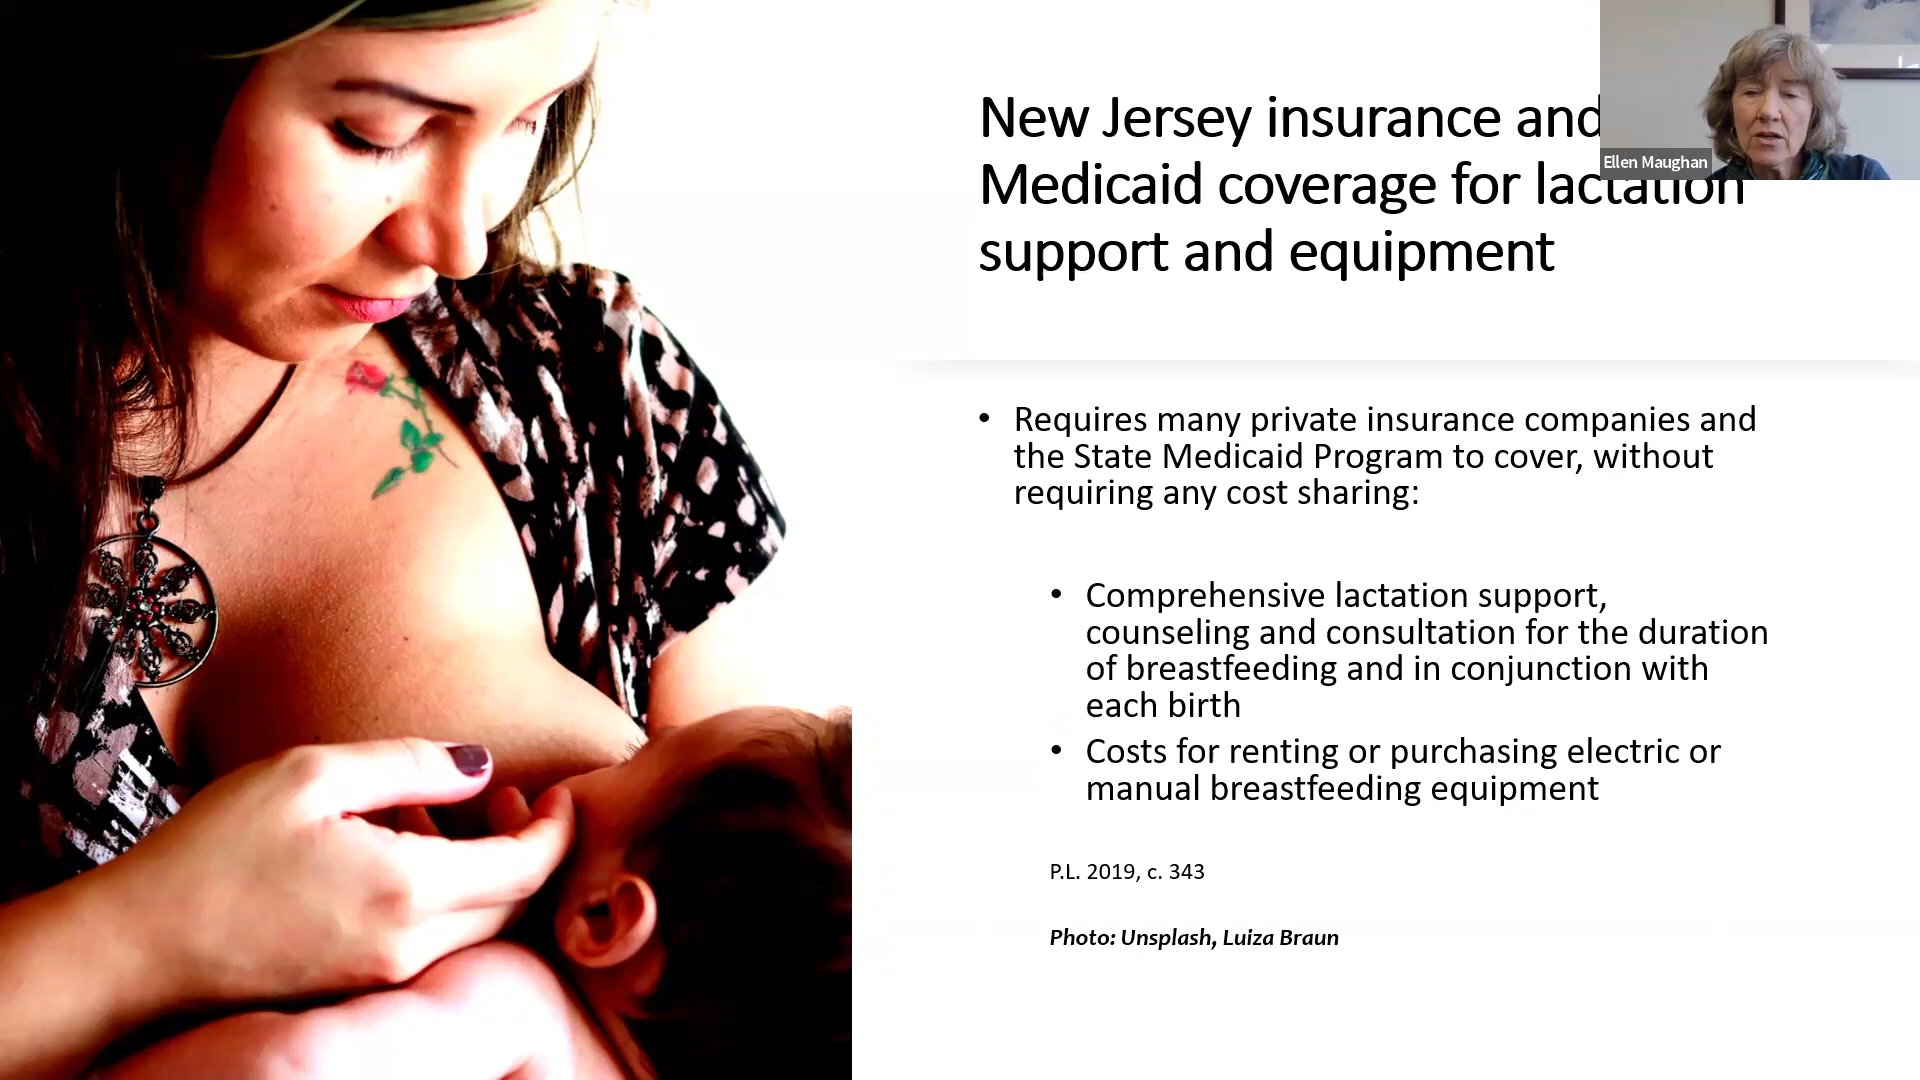 New Jersey insurance and
Medicaid coverage for lactation
support and equipment
Ellen Maughan
• Requires many private insurance companies and
the State Medicaid Program to cover, without
requiring any cost sharing:
• Comprehensive lactation support,
counseling and consultation for the duration
of breastfeeding and in conjunction with
each birth
• Costs for renting or purchasing electric or
manual breastfeeding equipment
P.L. 2019, c. 343
Photo: Unsplash, Luiza Braun